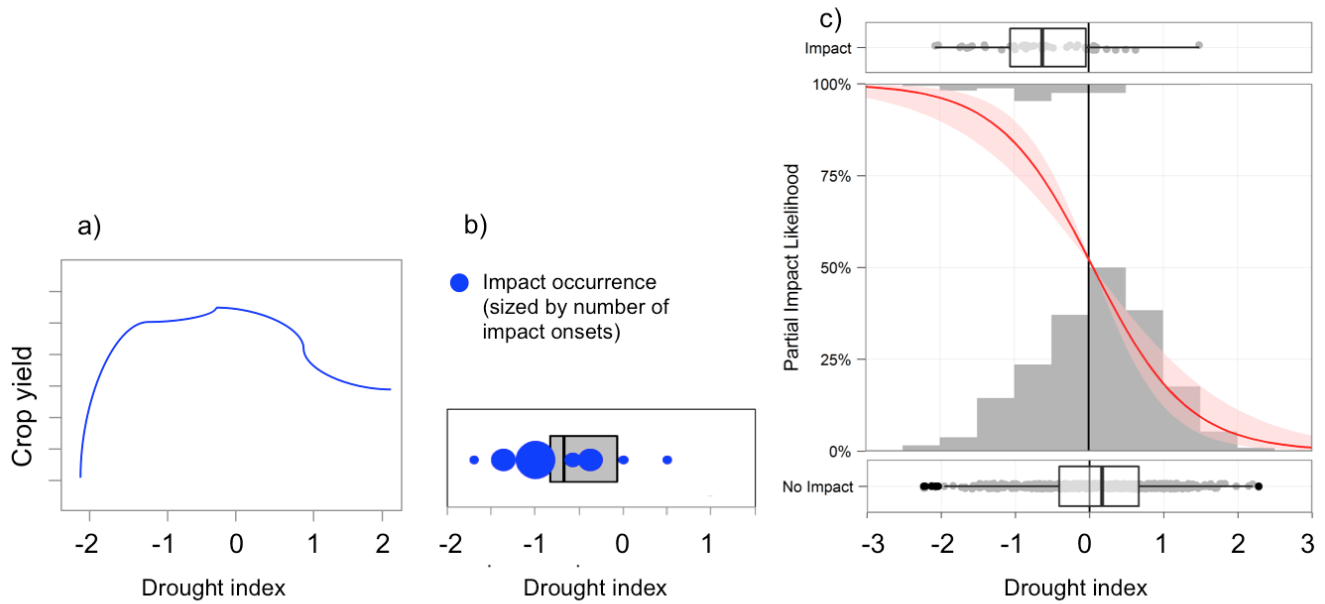 a)
Crop yield
-2 -1 0 1 2
Drought index
b)
Impact occurrence
(sized by number of
impact onsets)
-2 -1 0 1
Drought index
c)
Impact
100%
75%
50%
25%
0%
Partial Impact Likelihood
No Impact
-3 -2 -1 0 1 2 3
Drought index